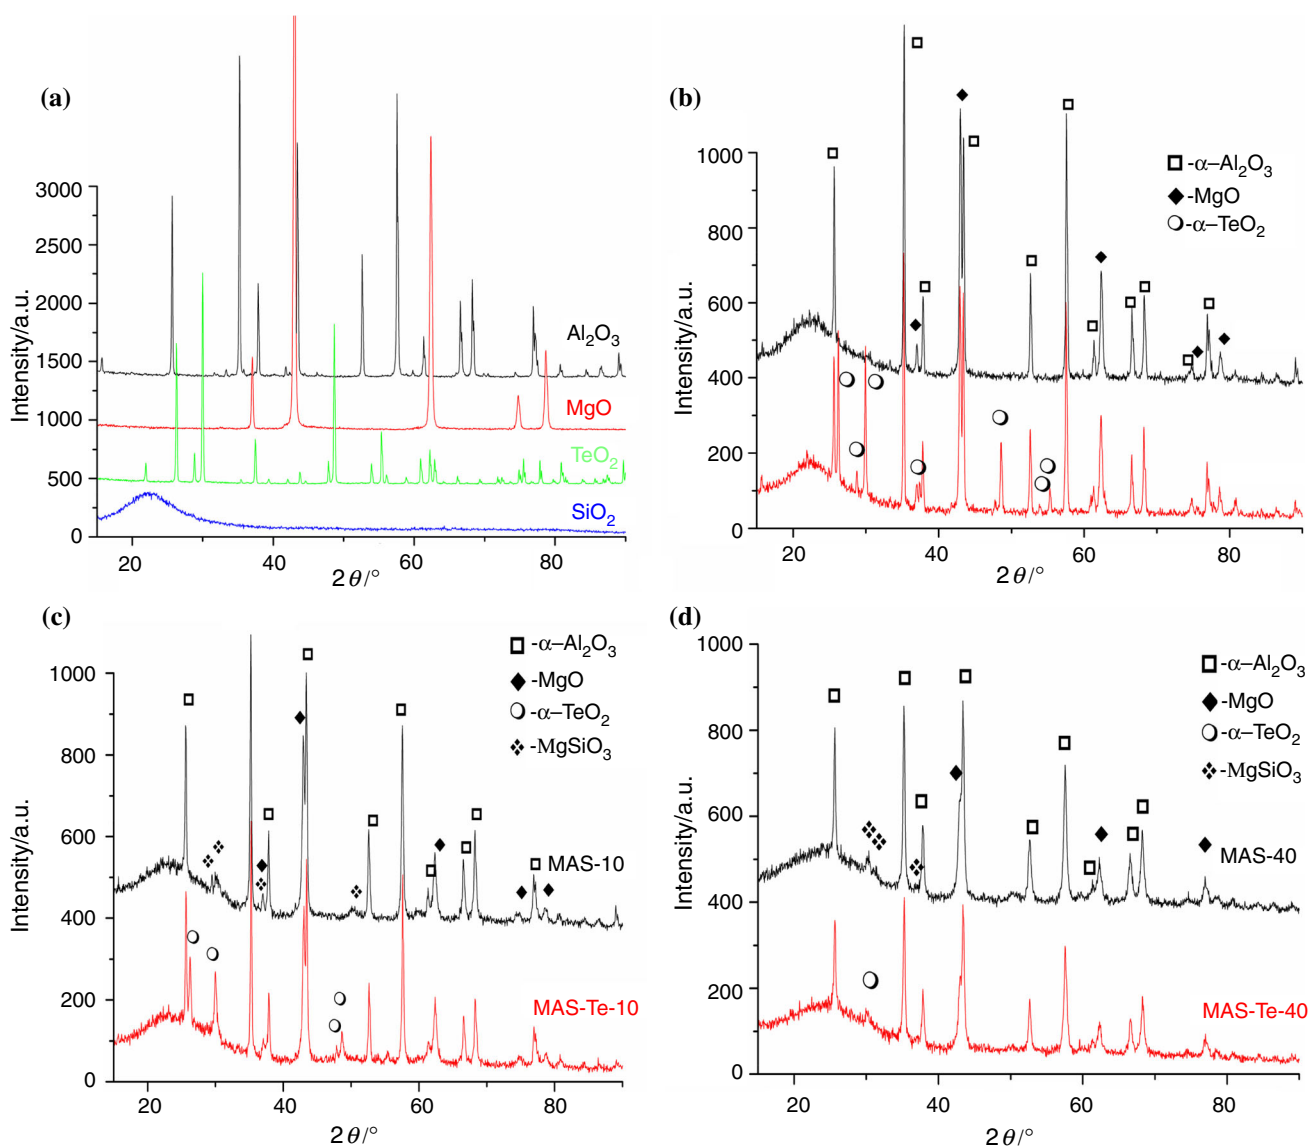 (a)
3000
2500
2000
1500
1000
500
0
Intensity/a.u.
Al2O3
MgO
TeO2
SiO2
20 40 60 80
2θ/°
(b)
1000
800
600
400
200
0
Intensity/a.u.
-α–Al2O3
-MgO
-α–TeO2
20 40 60 80
2θ/°
(c)
1000
800
600
400
200
0
Intensity/a.u.
-α–Al2O3
-MgO
-α–TeO2
-MgSiO3
MAS-10
MAS-Te-10
20 40 60 80
2θ/°
(d)
1000
800
600
400
200
0
Intensity/a.u.
-α–Al2O3
-MgO
-α–TeO2
-MgSiO3
MAS-40
MAS-Te-40
20 40 60 80
2θ/°